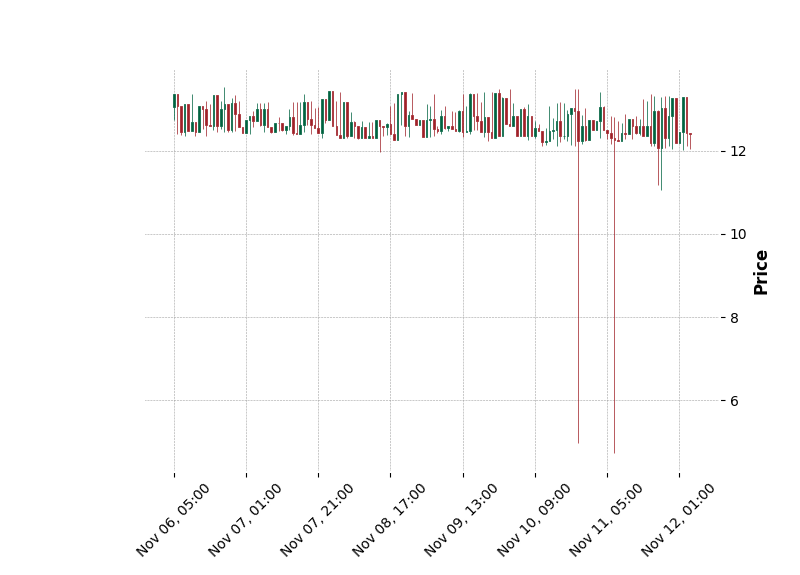 12
10
8
6
Price
Nov 06, 05:00
Nov 07, 01:00
Nov 07, 21:00
Nov 08, 17:00
Nov 09, 13:00
Nov 10, 09:00
Nov 11, 05:00
Nov 12, 01:00